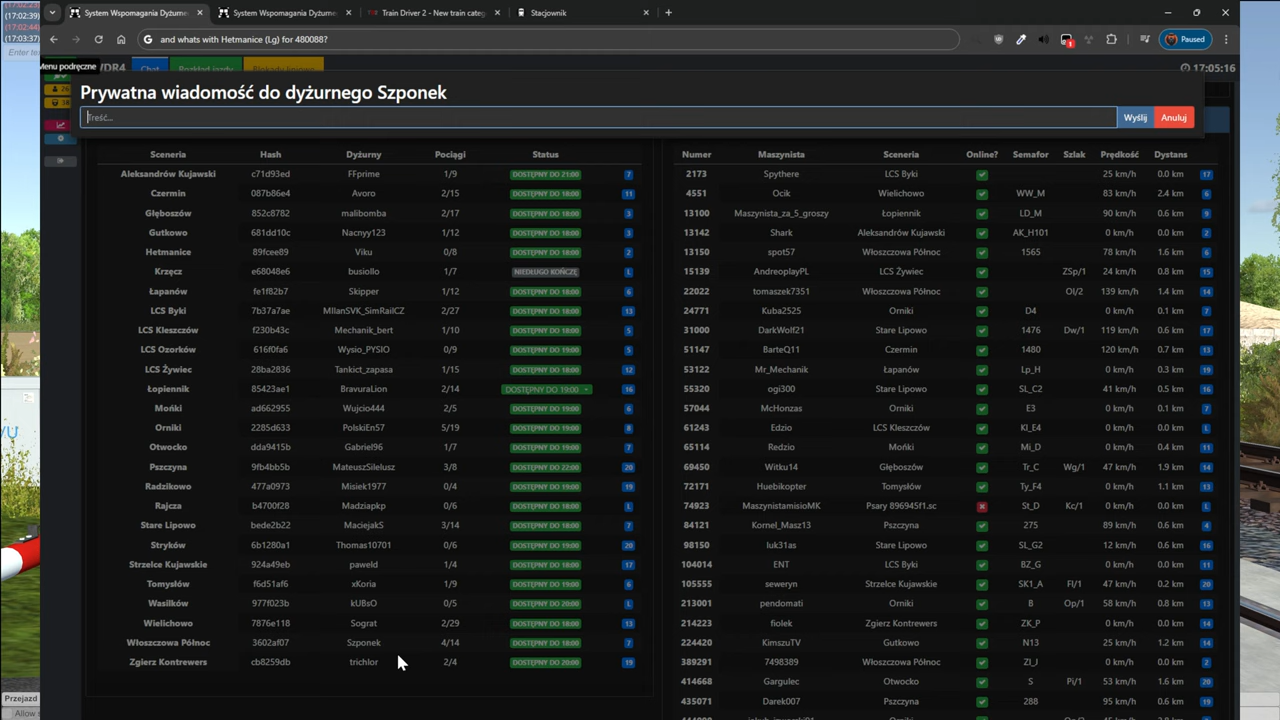 (17:02:39)
(17:02:44)
(17:03:37)
Enter te
System Wspomagania Dyżurne
System Wspomagania Dyżurne
Train Driver 2 - New train categ
Stacjownik
and whats with Hetmanice (Lg) for 480088?
Paused
Menu podręczne
WDR4
Chat
Rozkład jazdy
Blokady liniowe
17:05:16
Prywatna wiadomość do dyżurnego Szponek
Treść...
Wyślij
Anuluj
Sceneria Hash Dyżurny Pociągi Status
Aleksandrów Kujawski c71d93ed FFprime 1/9 DOSTĘPNY DO 21:00 7
Czermin 087b86e4 Avoro 2/15 DOSTĘPNY DO 18:00 11
Głęboszów 852c8782 malibomba 2/17 DOSTĘPNY DO 18:00 3
Gutkowo 681dd10c Nacnyy123 1/12 DOSTĘPNY DO 18:00 3
Hetmanice 89fcee89 Viku 0/8 DOSTĘPNY DO 18:00 2
Krzęcz e68048e6 busiollo 1/7 NIEDŁUGO KOŃCZĘ L
Łapanów fe1f82b7 Skipper 1/12 DOSTĘPNY DO 18:00 6
LCS Byki 7b37a7ae MIlanSVK_SimRailCZ 2/27 DOSTĘPNY DO 18:00 13
LCS Kleszczów f230b43c Mechanik_bert 1/10 DOSTĘPNY DO 18:00 5
LCS Ozorków 616f0fa6 Wysio_PYSIO 0/9 DOSTĘPNY DO 19:00 5
LCS Żywiec 28ba2836 Tankict_zapasa 1/15 DOSTĘPNY DO 18:00 12
Łopiennik 85423ae1 BravuraLion 2/14 DOSTĘPNY DO 19:00 16
Mońki ad662955 Wujcio444 2/5 DOSTĘPNY DO 19:00 6
Orniki 2285d633 PolskiEn57 5/19 DOSTĘPNY DO 19:00 8
Otwocko dda9415b Gabriel96 1/7 DOSTĘPNY DO 18:00 7
Pszczyna 9fb4bb5b MateuszSilelusz 3/8 DOSTĘPNY DO 22:00 20
Radzikowo 477a0973 Misiek1977 0/4 DOSTĘPNY DO 19:00 19
Rajcza b4700f28 Madziapkp 0/4 DOSTĘPNY DO 18:00 L
Stare Lipowo bede2b22 MaciejakS 3/14 DOSTĘPNY DO 18:00 7
Stryków 6b1280a1 Thomas10701 0/6 DOSTĘPNY DO 19:00 20
Strzelce Kujawskie 924a49eb paweld 1/4 DOSTĘPNY DO 18:00 17
Tomysłów f6d51af6 xKoria 1/9 DOSTĘPNY DO 19:00 6
Wasilków 977f023b kUBsO 0/5 DOSTĘPNY DO 20:00 L
Wielichowo 7876e118 Sograt 2/29 DOSTĘPNY DO 18:00 13
Włoszczowa Północ 3602af07 Szponek 4/14 DOSTĘPNY DO 18:00 7
Zgierz Kontrewers cb8259db trichlor 2/4 DOSTĘPNY DO 20:00 19
Numer Maszynista Sceneria Online? Semafor Szlak Prędkość Dystans
2173 Spythere LCS Byki 25 km/h 0.0 km 17
4551 Ocik Wielichowo WW_M 83 km/h 2.4 km 6
13100 Maszynista_za_5_groszy Łopiennik LD_M 90 km/h 0.6 km 9
13142 Shark Aleksandrów Kujawski AK_H101 0 km/h 0.0 km 2
13150 spot57 Włoszczowa Północ 1565 78 km/h 1.6 km 6
15139 AndreoplayPL LCS Żywiec ZSp/1 24 km/h 0.8 km 15
22022 tomaszek7351 Włoszczowa Północ Ol/2 139 km/h 1.4 km 14
24771 Kuba2525 Orniki D4 0 km/h 0.1 km 7
31000 DarkWolf21 Stare Lipowo 1476 Dw/1 119 km/h 0.6 km 17
51147 BarteQ11 Czermin 1480 120 km/h 0.7 km 13
53122 Mr_Mechanik Łapanów Lp_H 0 km/h 0.4 km 3
55320 ogi300 Stare Lipowo SL_C2 41 km/h 0.5 km 16
57044 McHonzas Orniki E3 0 km/h 0.1 km 7
61243 Edzio LCS Kleszczów Kl_E4 0 km/h 0.0 km L
65114 Redzio Mońki Mi_D 0 km/h 0.4 km 11
69450 Witku14 Głęboszów Tr_C Wg/1 47 km/h 1.9 km 14
72171 Huebikopter Tomysłów Ty_F4 0 km/h 1.1 km 13
74923 MaszynistamisioMK Psary 896945f1.sc St_D Kc/1 0 km/h 0.0 km L
84121 Kornel_Masz13 Pszczyna 275 89 km/h 0.6 km 4
98150 luk31as Stare Lipowo SL_G2 12 km/h 0.6 km 16
104014 ENT LCS Byki BZ_G 0 km/h 0.0 km L
105555 seweryn Strzelce Kujawskie SK1_A Fl/1 47 km/h 0.2 km 20
213001 pendomati Orniki B Op/1 58 km/h 0.8 km 13
214223 fiolek Zgierz Kontrewers ZK_P 0 km/h 0.0 km L
224420 KimszuTV Gutkowo N13 25 km/h 1.2 km 14
389291 7498389 Włoszczowa Północ ZI_J 0 km/h 0.0 km 2
414668 Gargulec Otwocko S Pi/1 53 km/h 1.6 km 20
435071 Darek007 Pszczyna 288 95 km/h 0.6 km 19
Przejazd
Allow s